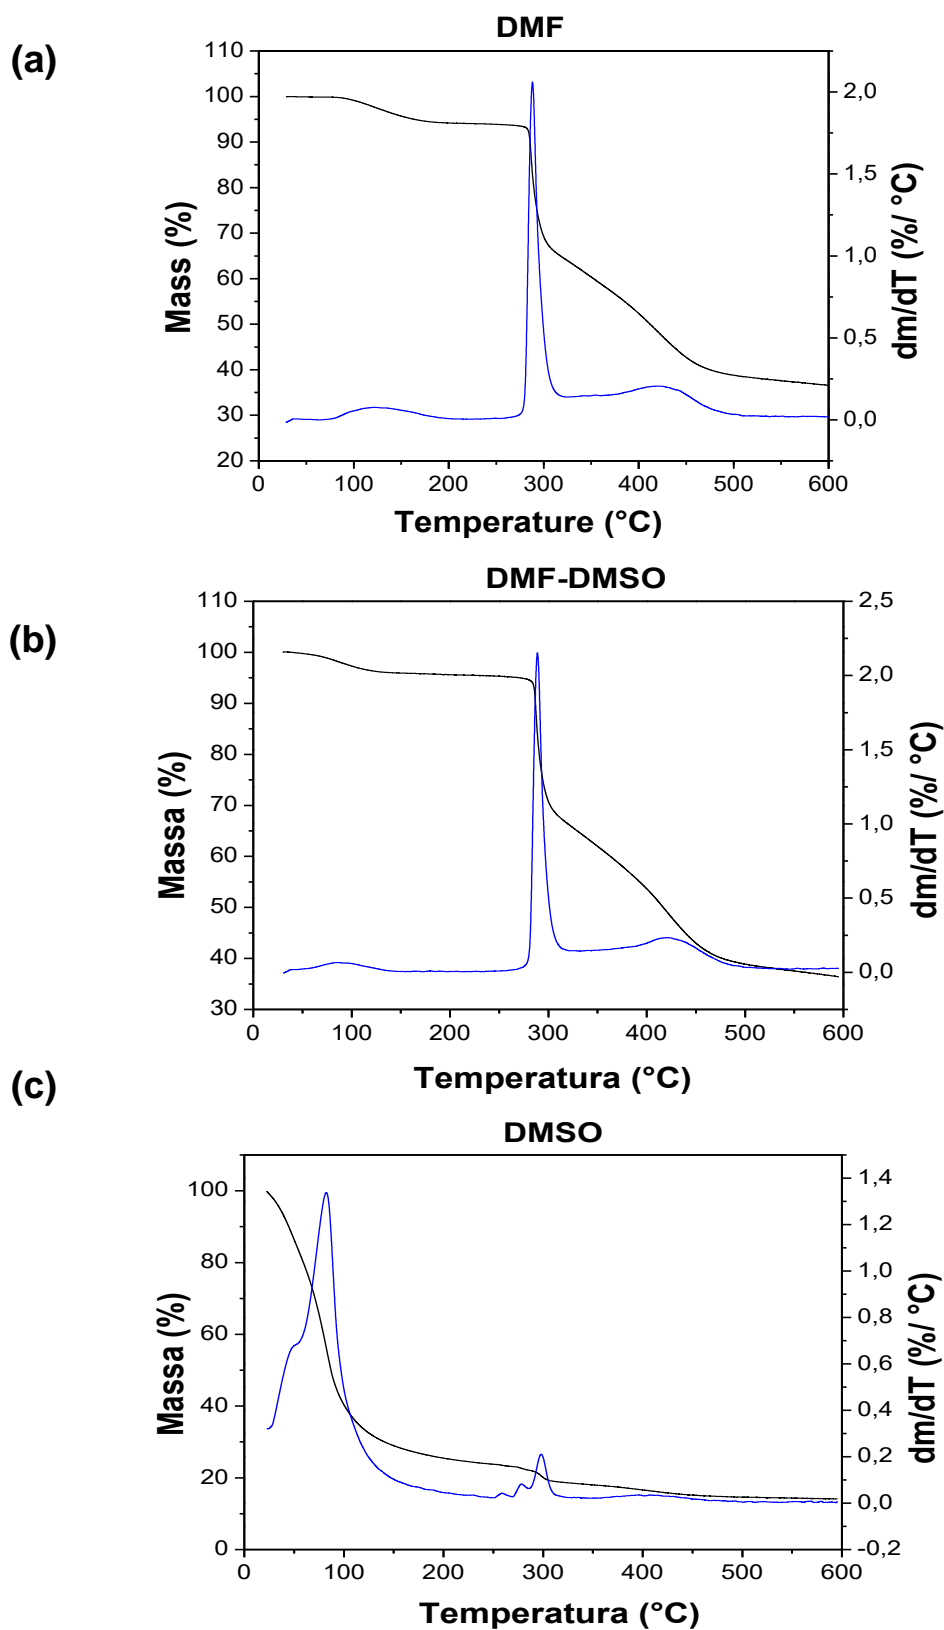 DMF
(a)
110
100
90
80
70
60
50
40
30
20
Mass (%)
2,0
1,5
1,0
0,5
0,0
dm/dT (%/ °C)
0 100 200 300 400 500 600
Temperature (°C)
DMF-DMSO
(b)
110
100
90
80
70
60
50
40
30
Massa (%)
2,5
2,0
1,5
1,0
0,5
0,0
dm/dT (%/ °C)
0 100 200 300 400 500 600
Temperatura (°C)
(c)
DMSO
100
80
60
40
20
0
Massa (%)
1,4
1,2
1,0
0,8
0,6
0,4
0,2
0,0
-0,2
dm/dT (%/ °C)
0 100 200 300 400 500 600
Temperatura (°C)